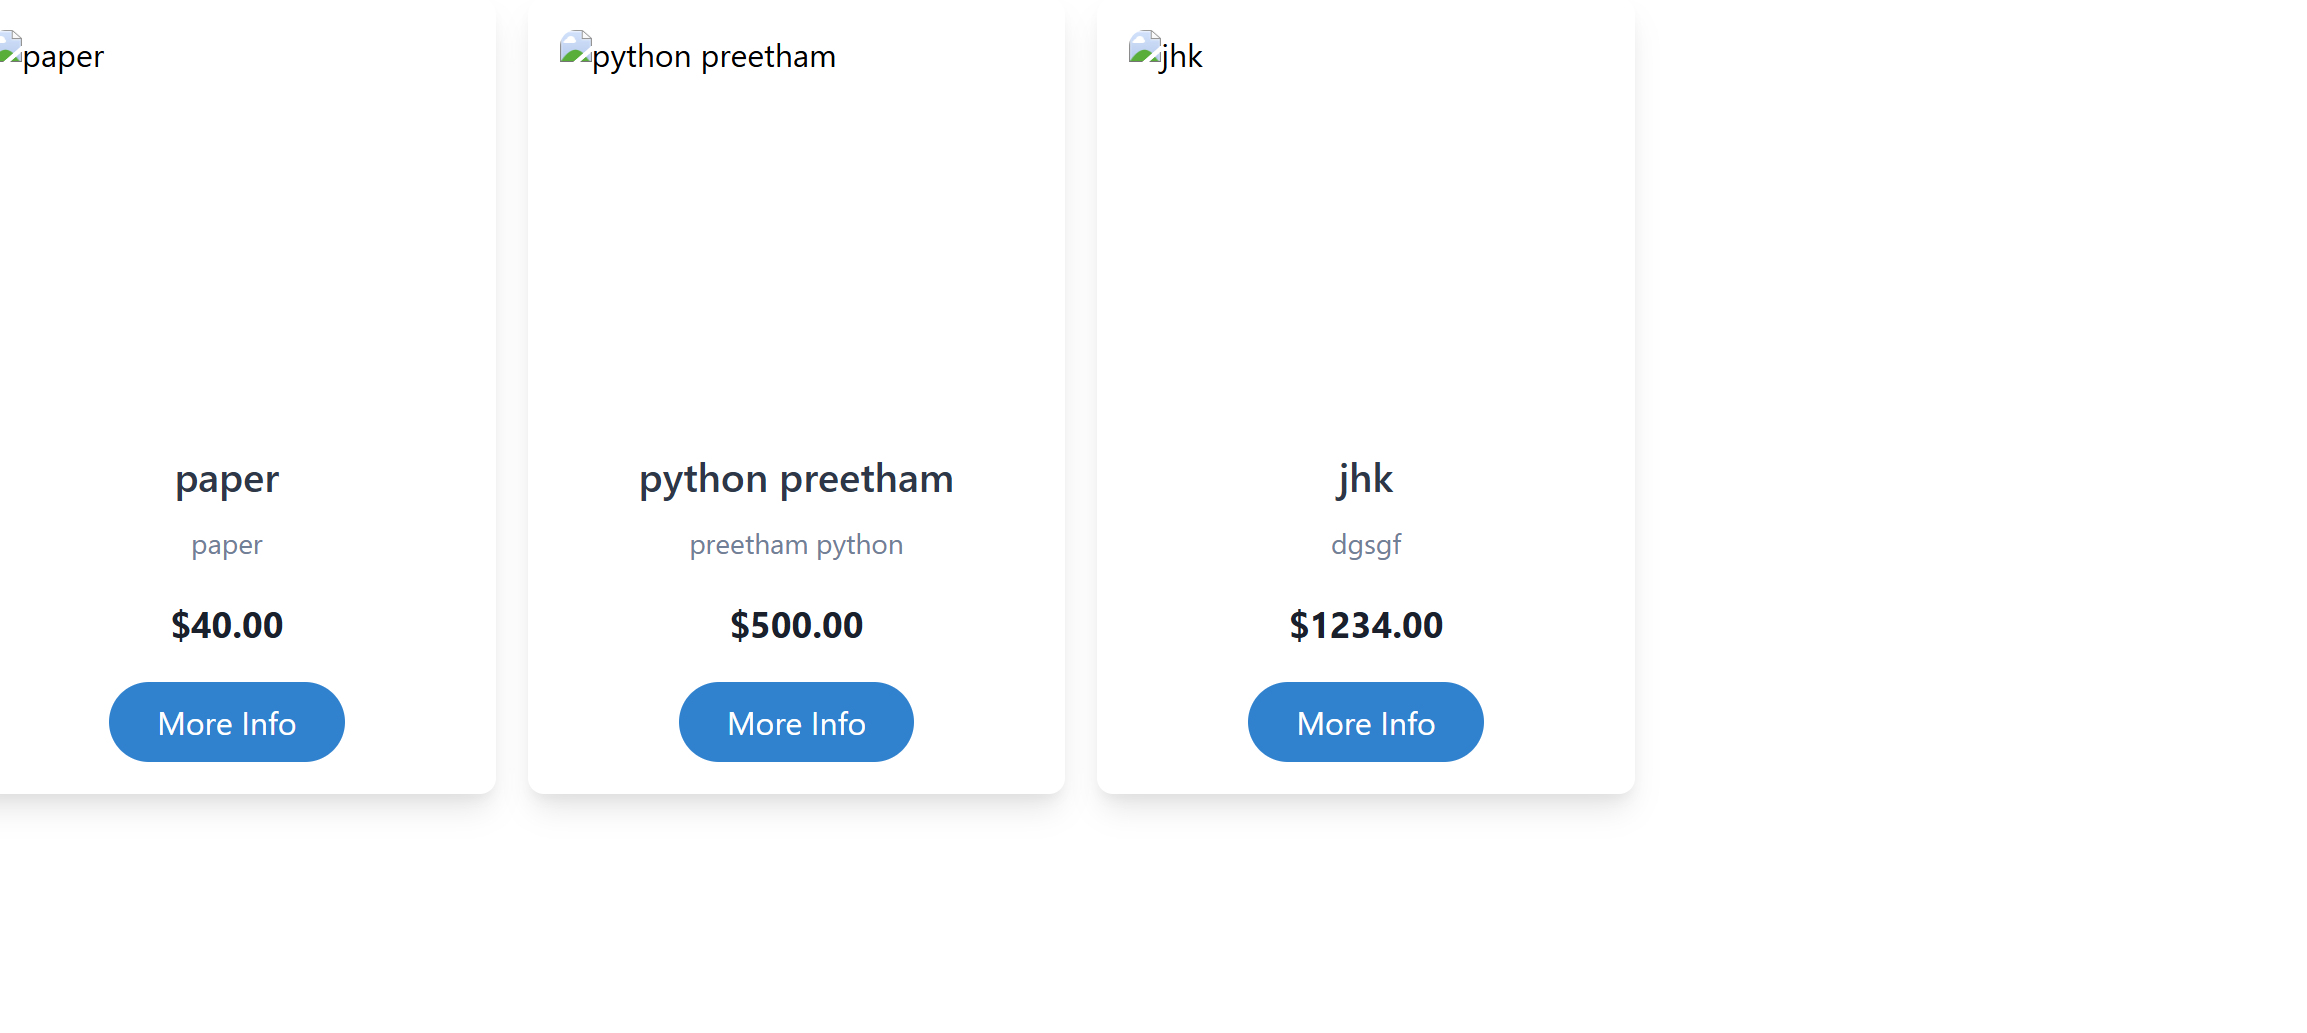 paper
paper
paper
$40.00
More Info
python preetham
python preetham
preetham python
$500.00
More Info
jhk
jhk
dgsgf
$1234.00
More Info